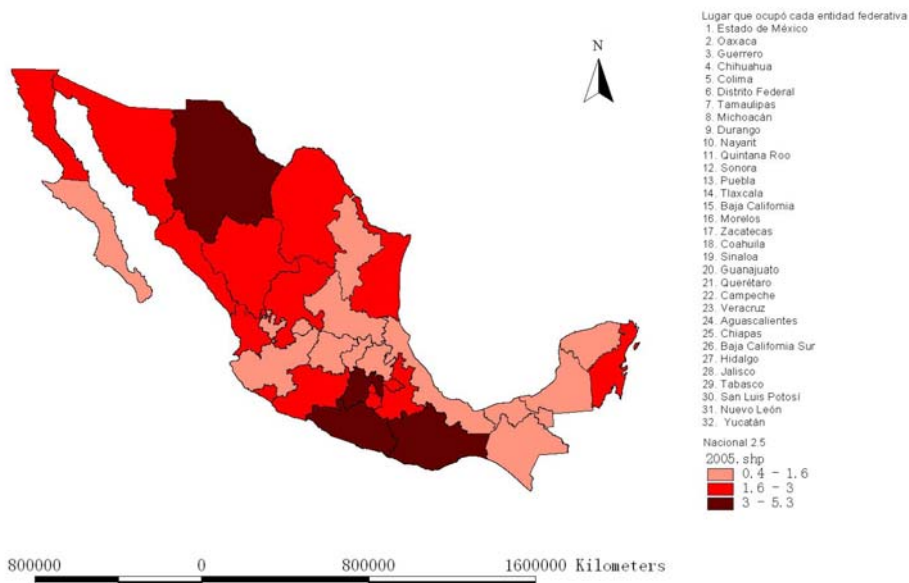 Lugar que ocupó cada entidad federativa
1. Estado de México
2. Oaxaca
3. Guerrero
4. Chihuahua
5. Colima
6. Distrito Federal
7. Tamaulipas
8. Michoacán
9. Durango
10. Nayarit
11. Quintana Roo
12. Sonora
13. Puebla
14. Tlaxcala
15. Baja California
16. Morelos
17. Zacatecas
18. Coahuila
19. Sinaloa
20. Guanajuato
21. Querétaro
22. Campeche
23. Veracruz
24. Aguascalientes
25. Chiapas
26. Baja California Sur
27. Hidalgo
28. Jalisco
29. Tabasco
30. San Luis Potosí
31. Nuevo León
32. Yucatán
N
Nacional 2.5
2005.shp
0.4 - 1.6
1.6 - 3
3 - 5.3
800000 0 800000 1600000 Kilometers